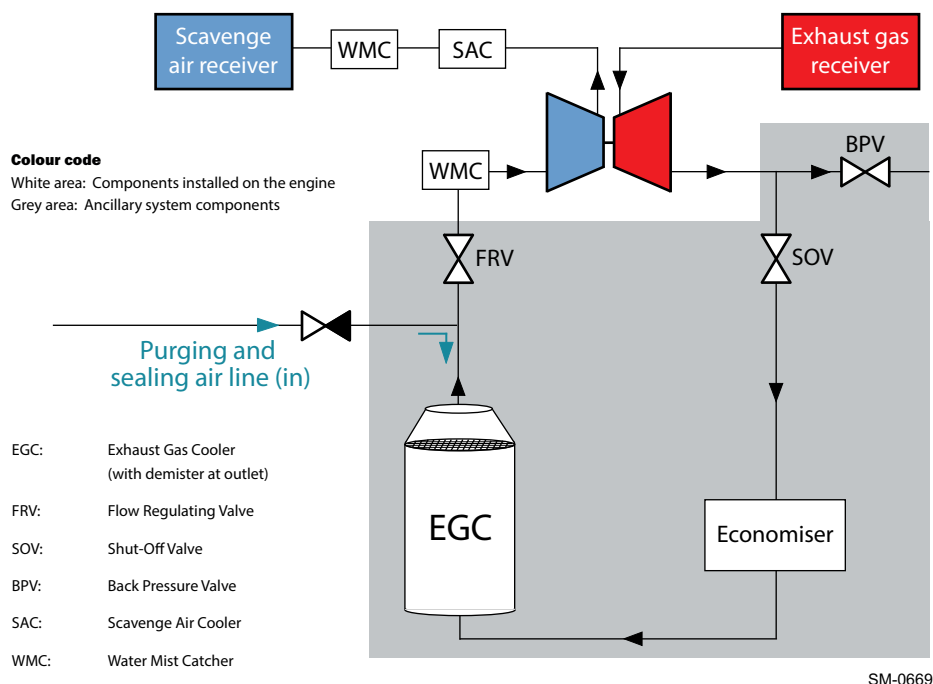 Scavenge
air receiver
WMC
SAC
Exhaust gas
receiver
BPV
Colour code
White area: Components installed on the engine
Grey area: Ancillary system components
WMC
FRV
SOV
Purging and
sealing air line (in)
EGC
Economiser
EGC: Exhaust Gas Cooler
(with demister at outlet)
FRV: Flow Regulating Valve
SOV: Shut-Off Valve
BPV: Back Pressure Valve
SAC: Scavenge Air Cooler
WMC: Water Mist Catcher
SM-0669